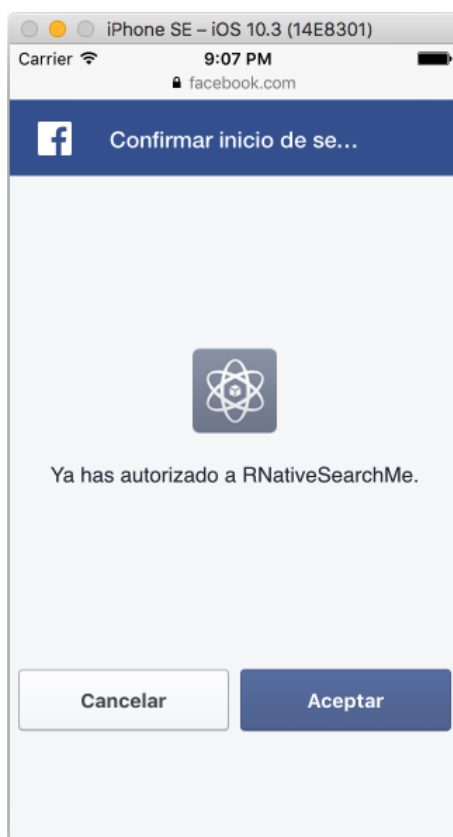 iPhone SE – iOS 10.3 (14E8301)
Carrier 9:07 PM
facebook.com
f Confirmar inicio de se...
Ya has autorizado a RNativeSearchMe.
Cancelar Aceptar